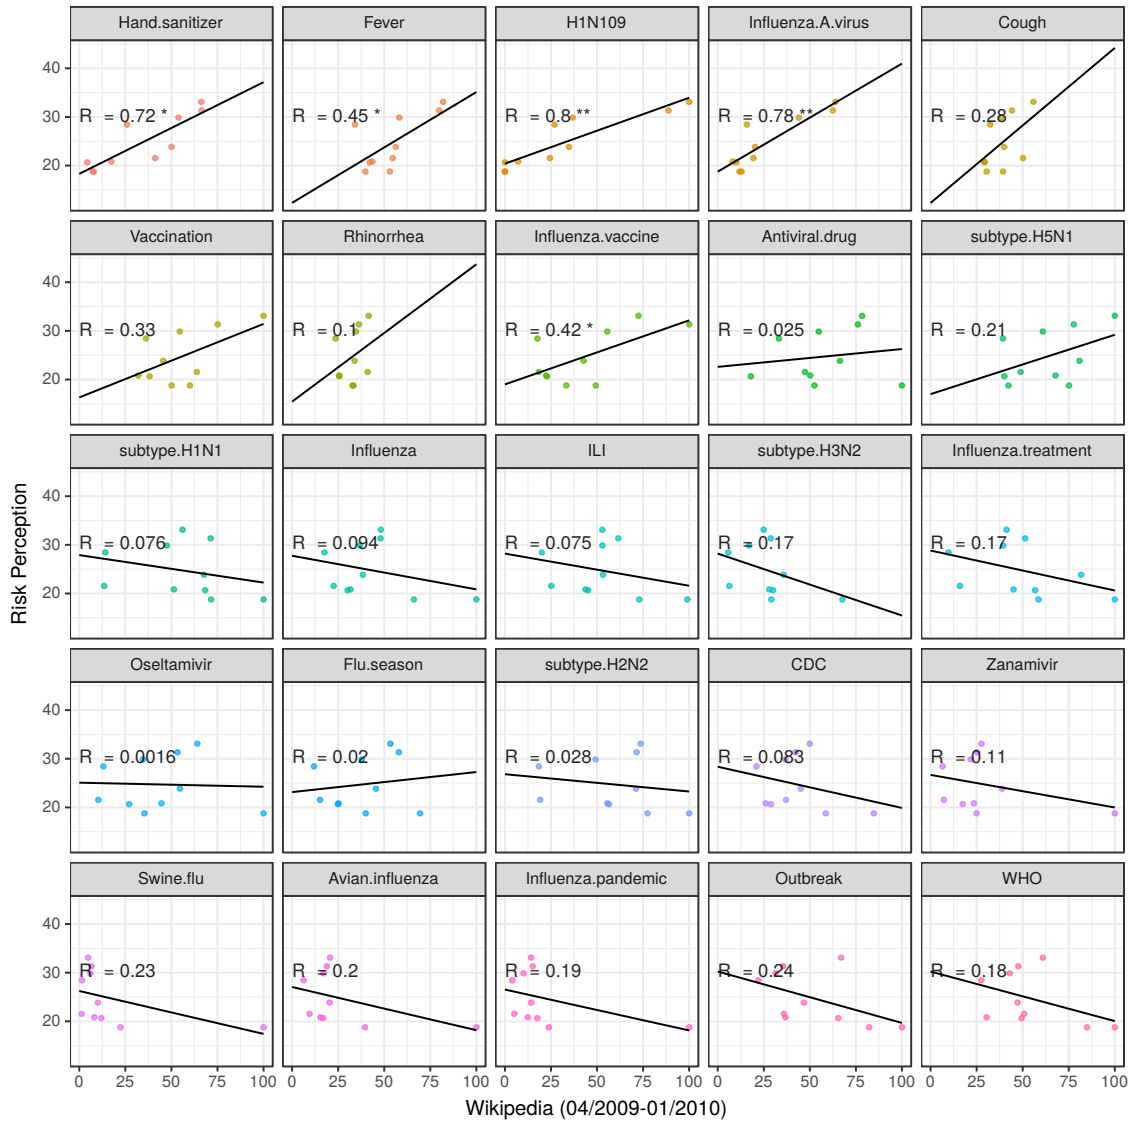 Hand.sanitizer Fever H1N109 Influenza.A.virus Cough
40
R = 0.72 * R = 0.45 * R = 0.8 ** R = 0.78 ** R = 0.28
30
20
Vaccination Rhinorrhea Influenza.vaccine Antiviral.drug subtype.H5N1
40
R = 0.33 R = 0.1 R = 0.42 * R = 0.025 R = 0.21
30
20
subtype.H1N1 Influenza ILI subtype.H3N2 Influenza.treatment
40
R = 0.076 R = 0.094 R = 0.075 R = 0.17 R = 0.17
30
20
Oseltamivir Flu.season subtype.H2N2 CDC Zanamivir
40
R = 0.0016 R = 0.02 R = 0.028 R = 0.083 R = 0.11
30
20
Swine.flu Avian.influenza Influenza.pandemic Outbreak WHO
40
R = 0.23 R = 0.2 R = 0.19 R = 0.24 R = 0.18
30
20
0 25 50 75 100 0 25 50 75 100 0 25 50 75 100 0 25 50 75 100 0 25 50 75 100
Wikipedia (04/2009-01/2010)
Risk Perception